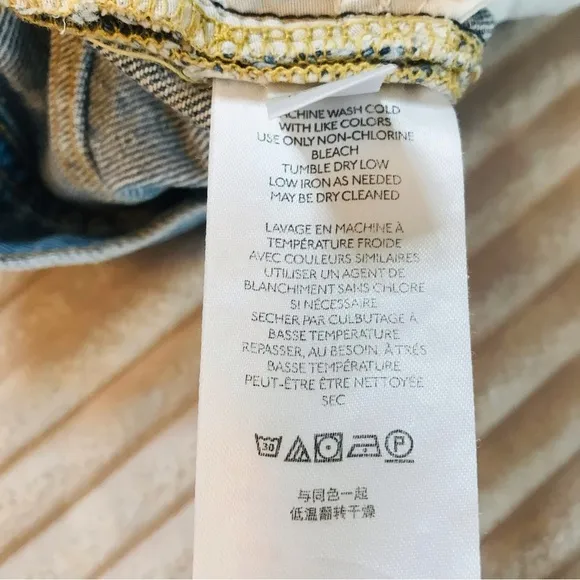 MACHINE WASH COLD
WITH LIKE COLORS
USE ONLY NON-CHLORINE
BLEACH
TUMBLE DRY LOW
LOW IRON AS NEEDED
MAY BE DRY CLEANED
LAVAGE EN MACHINE À
TEMPÉRATURE FROIDE
AVEC COULEURS SIMILAIRES
UTILISER UN AGENT DE
BLANCHIMENT SANS CHLORE
SI NÉCESSAIRE
SECHER PAR CULBUTAGE À
BASSE TEMPÉRATURE
REPASSER, AU BESOIN, À TRÉS
BASSE TEMPÉRATURE
PEUT-ÊTRE ÊTRE NETTOYÉE
SEC
30 P
与同色一起
低温翻转干燥